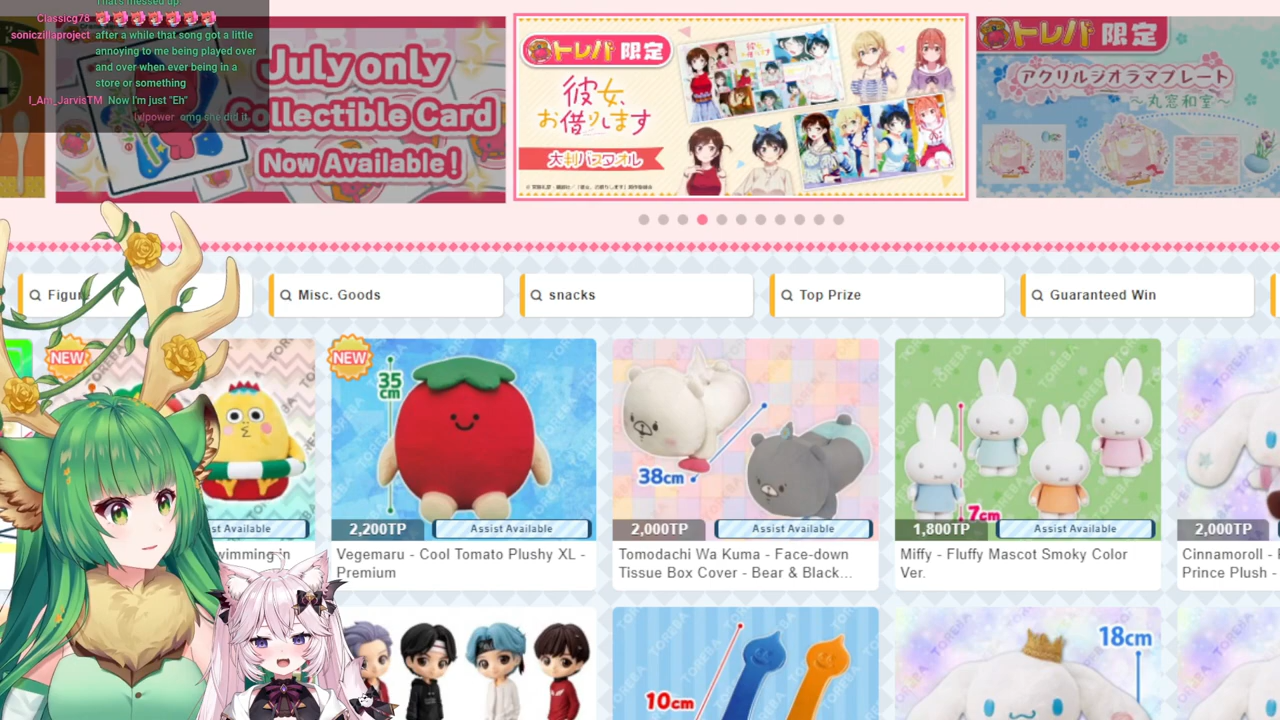 That's messed up
Classicg78
soniczillaproject after a while that song got a little
annoying to me being played over
and over when ever being in a
store or something
I_Am_JarvisTM Now I'm just "Eh"
lvlpower omg she did it
July only
Collectible Card
Now Available!
トレバ 限定
彼女、
お借りします
大判バスタオル
トレバ 限定
アクリルジオラマプレート
～丸窓和室～
Misc. Goods
snacks
Top Prize
Guaranteed Win
NEW
NEW
35
cm
38cm
7cm
st Available
2,200TP
Assist Available
2,000TP
Assist Available
1,800TP
Assist Available
2,000TP
wimming in
Vegemaru - Cool Tomato Plushy XL -
Premium
Tomodachi Wa Kuma - Face-down
Tissue Box Cover - Bear & Black...
Miffy - Fluffy Mascot Smoky Color
Ver.
Cinnamoroll -
Prince Plush -
10cm
18cm
TOREBA